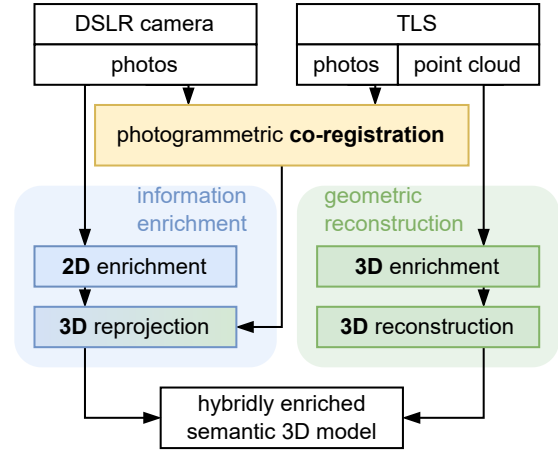 DSLR camera
photos
TLS
photos
point cloud
photogrammetric co-registration
information
enrichment
geometric
reconstruction
2D enrichment
3D enrichment
3D reprojection
3D reconstruction
hybridly enriched
semantic 3D model